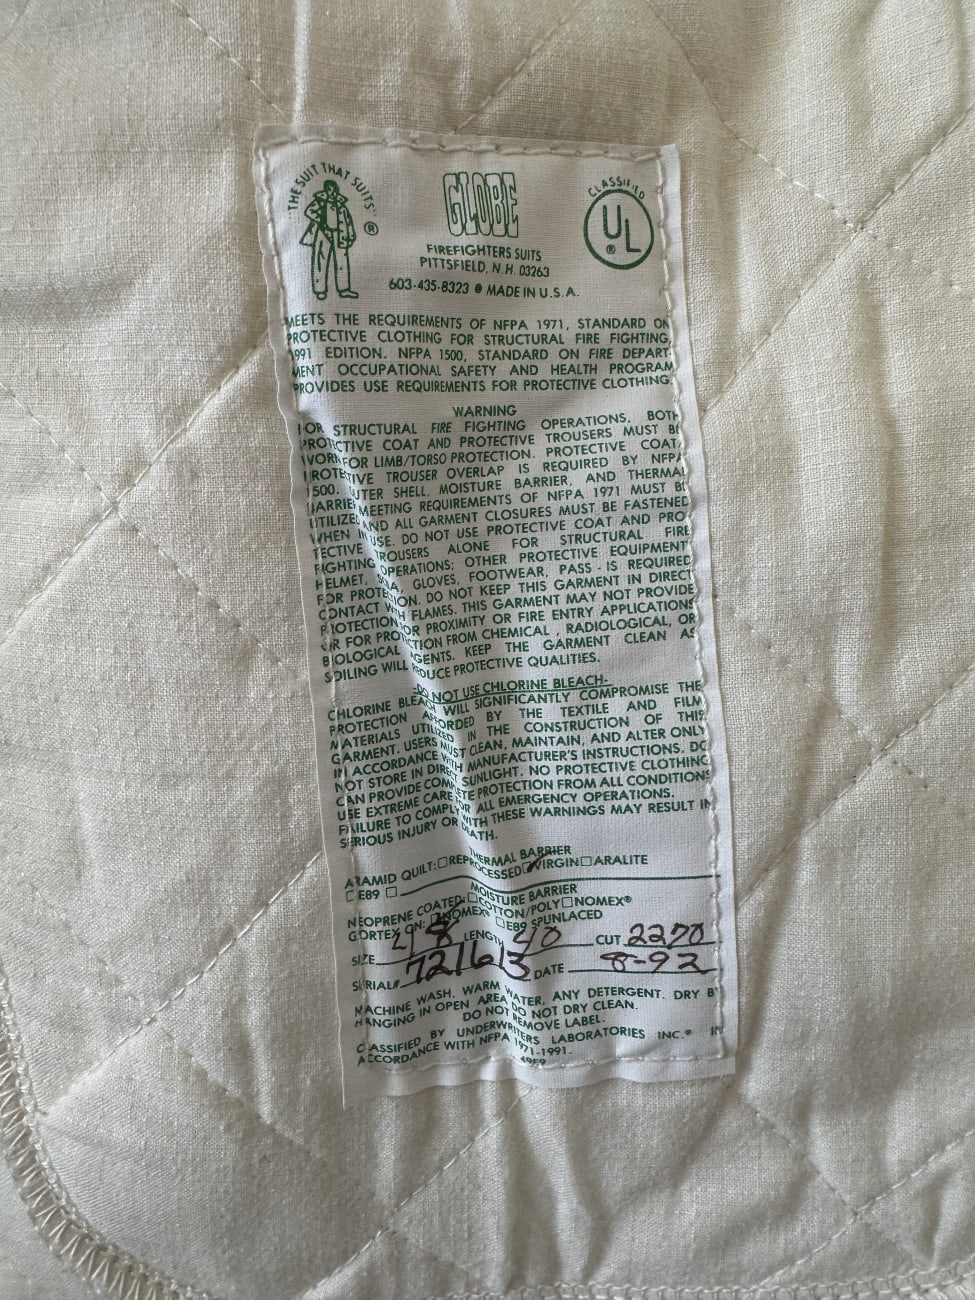 "THE SUIT THAT SUITS" ®
GLOBE
CLASSIFIED
UL ®
FIREFIGHTERS SUITS
PITTSFIELD, N.H. 03263
603-435-8323 ● MADE IN U.S.A.
MEETS THE REQUIREMENTS OF NFPA 1971, STANDARD ON
PROTECTIVE CLOTHING FOR STRUCTURAL FIRE FIGHTING,
1991 EDITION. NFPA 1500, STANDARD ON FIRE DEPART-
MENT OCCUPATIONAL SAFETY AND HEALTH PROGRAM
PROVIDES USE REQUIREMENTS FOR PROTECTIVE CLOTHING.
WARNING
FOR STRUCTURAL FIRE FIGHTING OPERATIONS, BOTH
PROTECTIVE COAT AND PROTECTIVE TROUSERS MUST BE
WORN FOR LIMB/TORSO PROTECTION. PROTECTIVE COAT/
PROTECTIVE TROUSER OVERLAP IS REQUIRED BY NFPA
1500. OUTER SHELL, MOISTURE BARRIER, AND THERMAL
BARRIER MEETING REQUIREMENTS OF NFPA 1971 MUST BE
UTILIZED AND ALL GARMENT CLOSURES MUST BE FASTENED
WHEN IN USE. DO NOT USE PROTECTIVE COAT AND PRO-
TECTIVE TROUSERS ALONE FOR STRUCTURAL FIRE
FIGHTING OPERATIONS: OTHER PROTECTIVE EQUIPMENT
HELMET, SCBA, GLOVES, FOOTWEAR, PASS - IS REQUIRED
FOR PROTECTION. DO NOT KEEP THIS GARMENT IN DIRECT
CONTACT WITH FLAMES. THIS GARMENT MAY NOT PROVIDE
PROTECTION FOR PROXIMITY OR FIRE ENTRY APPLICATIONS
OR FOR PROTECTION FROM CHEMICAL, RADIOLOGICAL, OR
BIOLOGICAL AGENTS. KEEP THE GARMENT CLEAN AS
SOILING WILL REDUCE PROTECTIVE QUALITIES.
-DO NOT USE CHLORINE BLEACH-
CHLORINE BLEACH WILL SIGNIFICANTLY COMPROMISE THE
PROTECTION AFFORDED BY THE TEXTILE AND FILM
MATERIALS UTILIZED IN THE CONSTRUCTION OF THIS
GARMENT. USERS MUST CLEAN, MAINTAIN, AND ALTER ONLY
IN ACCORDANCE WITH MANUFACTURER'S INSTRUCTIONS. DO
NOT STORE IN DIRECT SUNLIGHT. NO PROTECTIVE CLOTHING
CAN PROVIDE COMPLETE PROTECTION FROM ALL CONDITIONS
USE EXTREME CARE FOR ALL EMERGENCY OPERATIONS.
FAILURE TO COMPLY WITH THESE WARNINGS MAY RESULT IN
SERIOUS INJURY OR DEATH.
THERMAL BARRIER
ARAMID QUILT: □ REPROCESSED ☑ VIRGIN □ ARALITE
□ E89 □
MOISTURE BARRIER
NEOPRENE COATED: □ COTTON/POLY □ NOMEX®
GORTEX ON: ☑ NOMEX® □ E89 SPUNLACED
SIZE 48 LENGTH 40 CUT 2270
SERIAL# 721613 DATE 8-92
MACHINE WASH, WARM WATER, ANY DETERGENT. DRY BY
HANGING IN OPEN AREA DO NOT DRY CLEAN.
DO NOT REMOVE LABEL.
CLASSIFIED BY UNDERWRITERS LABORATORIES INC.® IN
ACCORDANCE WITH NFPA 1971-1991.